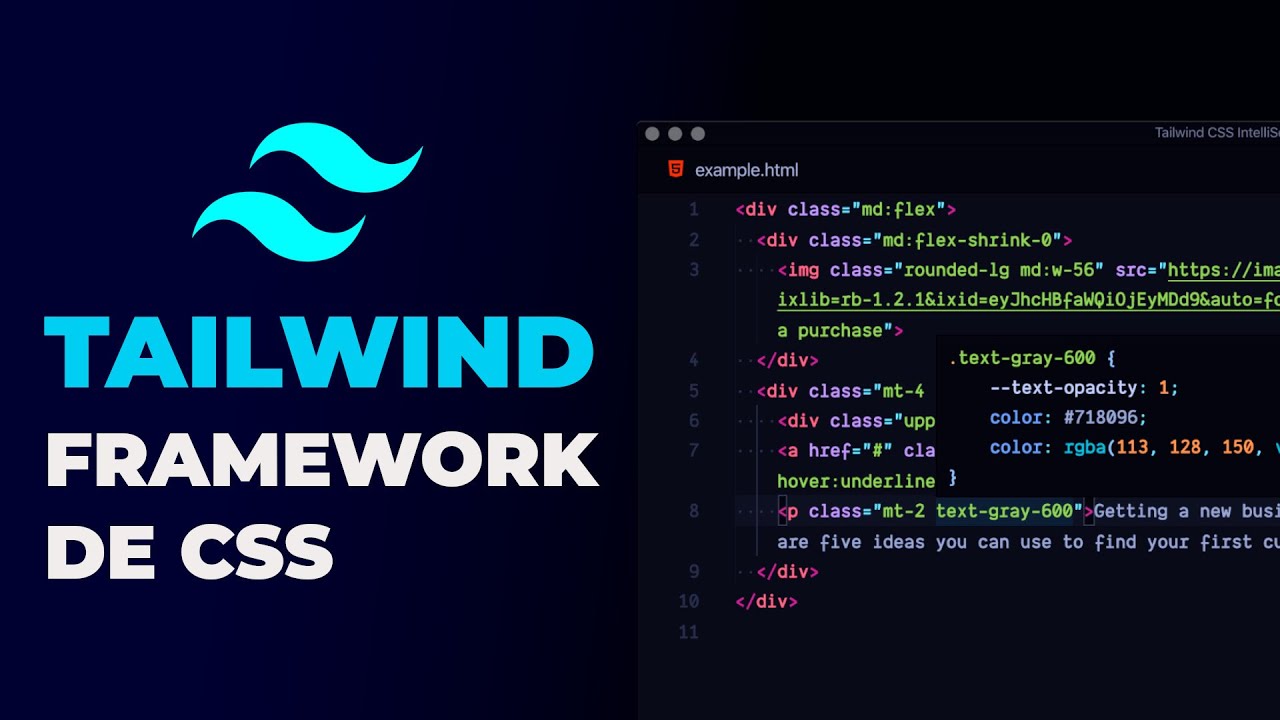 TAILWIND
FRAMEWORK
DE CSS
Tailwind CSS
example.html
1 <div class="md:flex">
2 <div class="md:flex-shrink-0">
3 <img class="rounded-lg md:w-56" src="https://ima
ixlib=rb-1.2.1&ixid=eyJhcHBfaWQiOjEyMDd9&auto=fo
a purchase">
4 </div>
5 <div class="mt-4
6 <div class="upp
7 <a href="#" cla
hover:underline
8 <p class="mt-2 text-gray-600">Getting a new busi
are five ideas you can use to find your first cu
9 </div>
10 </div>
11
.text-gray-600 {
--text-opacity: 1;
color: #718096;
color: rgba(113, 128, 150, v
}